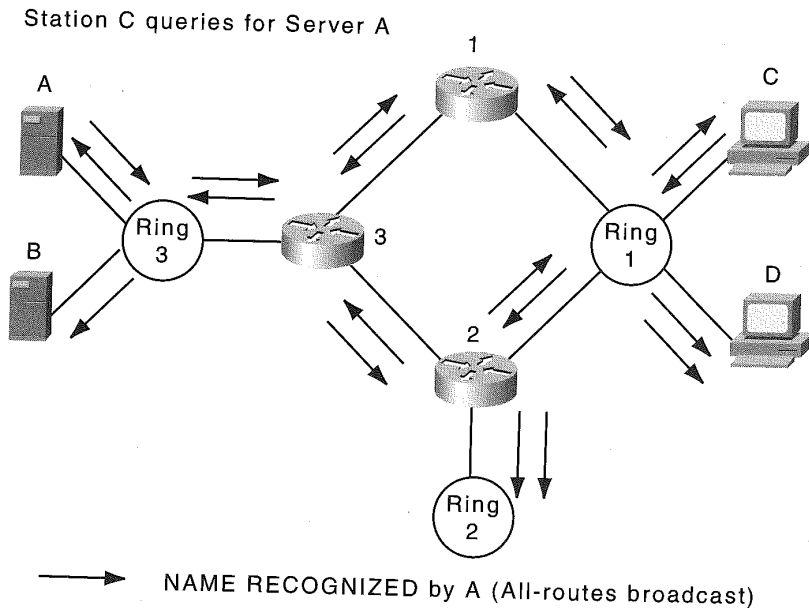 Station C queries for Server A
1
A
C
Ring
3
3
B
Ring
1
D
2
Ring
2
NAME RECOGNIZED by A (All-routes broadcast)